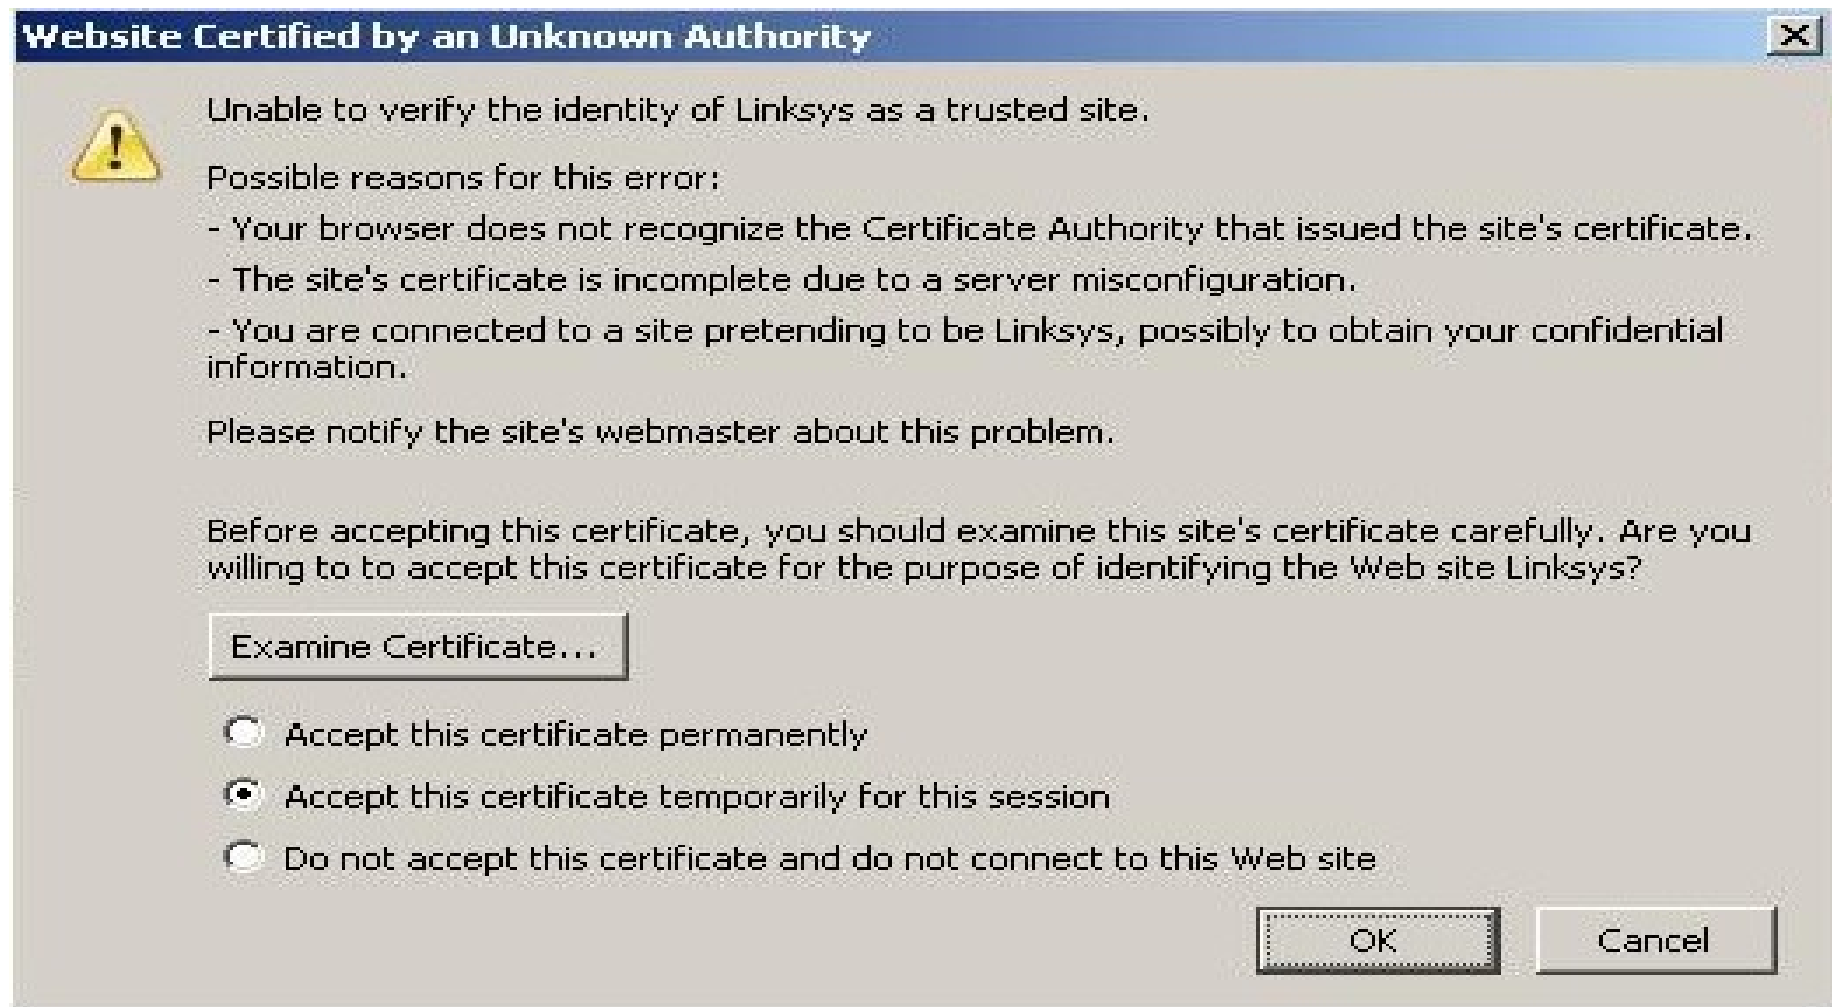 Website Certified by an Unknown Authority
Unable to verify the identity of Linksys as a trusted site.
Possible reasons for this error:
- Your browser does not recognize the Certificate Authority that issued the site's certificate.
- The site's certificate is incomplete due to a server misconfiguration.
- You are connected to a site pretending to be Linksys, possibly to obtain your confidential
information.
Please notify the site's webmaster about this problem.
Before accepting this certificate, you should examine this site's certificate carefully. Are you
willing to to accept this certificate for the purpose of identifying the Web site Linksys?
Examine Certificate...
Accept this certificate permanently
Accept this certificate temporarily for this session
Do not accept this certificate and do not connect to this Web site
OK Cancel